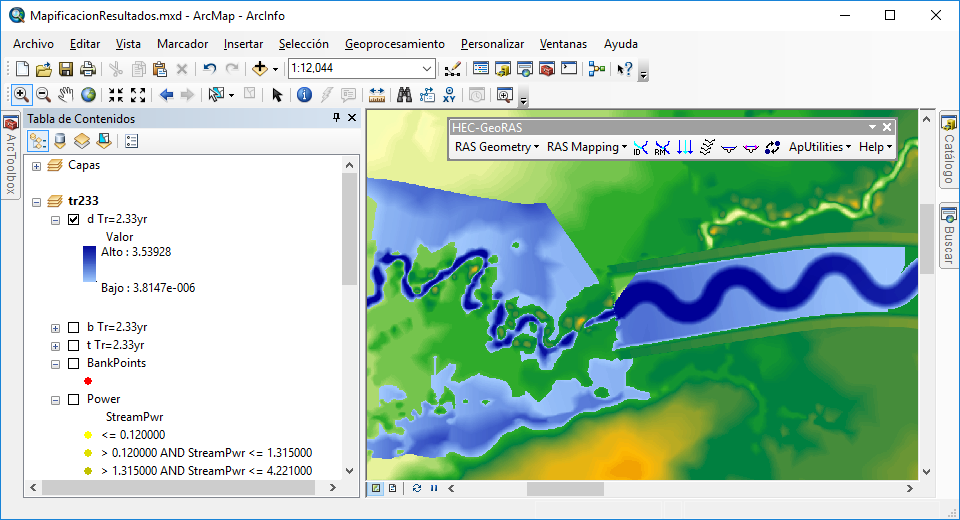 MapificacionResultados.mxd - ArcMap - ArcInfo
Archivo Editar Vista Marcador Insertar Selección Geoprocesamiento Personalizar Ventanas Ayuda
1:12,044
XY
ArcToolbox
Tabla de Contenidos
Capas
tr233
d Tr=2.33yr
Valor
Alto : 3.53928
Bajo : 3.8147e-006
b Tr=2.33yr
t Tr=2.33yr
BankPoints
Power
StreamPwr
<= 0.120000
> 0.120000 AND StreamPwr <= 1.315000
> 1.315000 AND StreamPwr <= 4.221000
HEC-GeoRAS
RAS Geometry RAS Mapping ID RM ApUtilities Help
Catálogo
Buscar